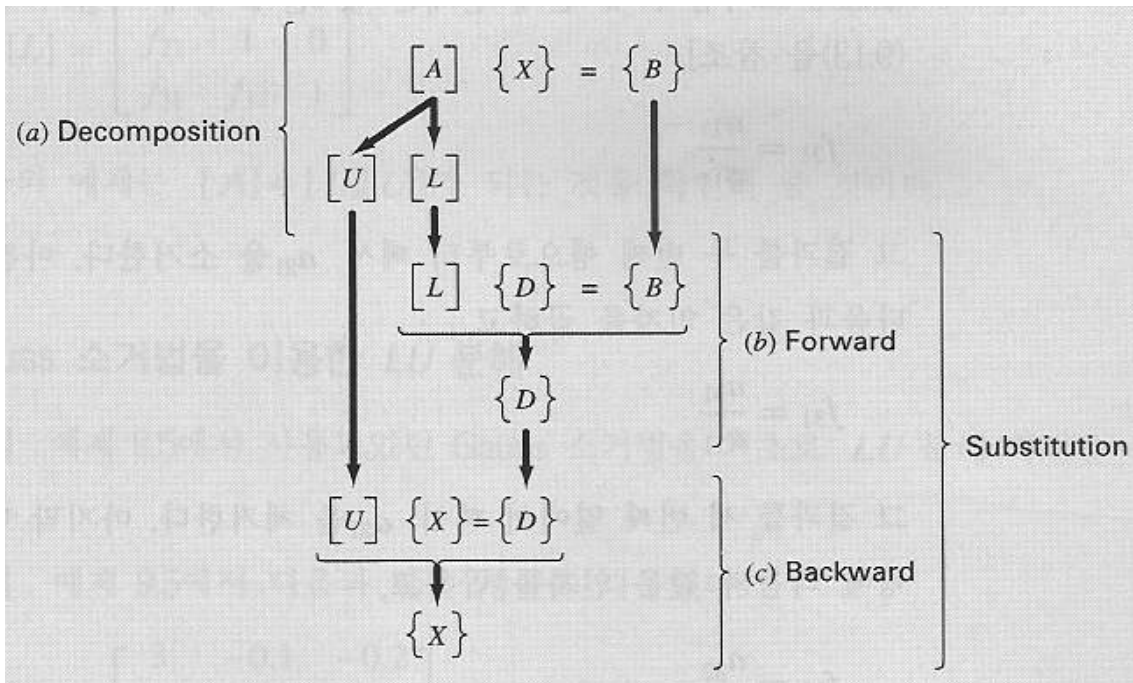 [A] {X} = {B}
(a) Decomposition
[U] [L]
[L] {D} = {B}
(b) Forward
{D}
Substitution
[U] {X} = {D}
(c) Backward
{X}